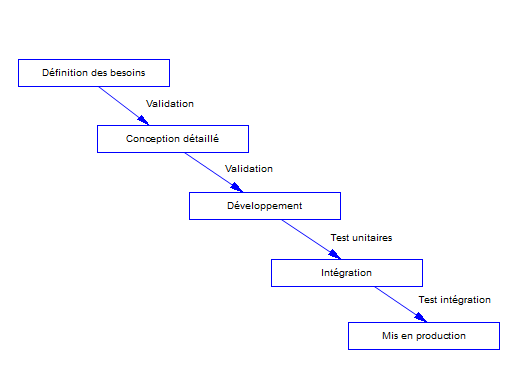 Définition des besoins
Validation
Conception détaillé
Validation
Développement
Test unitaires
Intégration
Test intégration
Mis en production